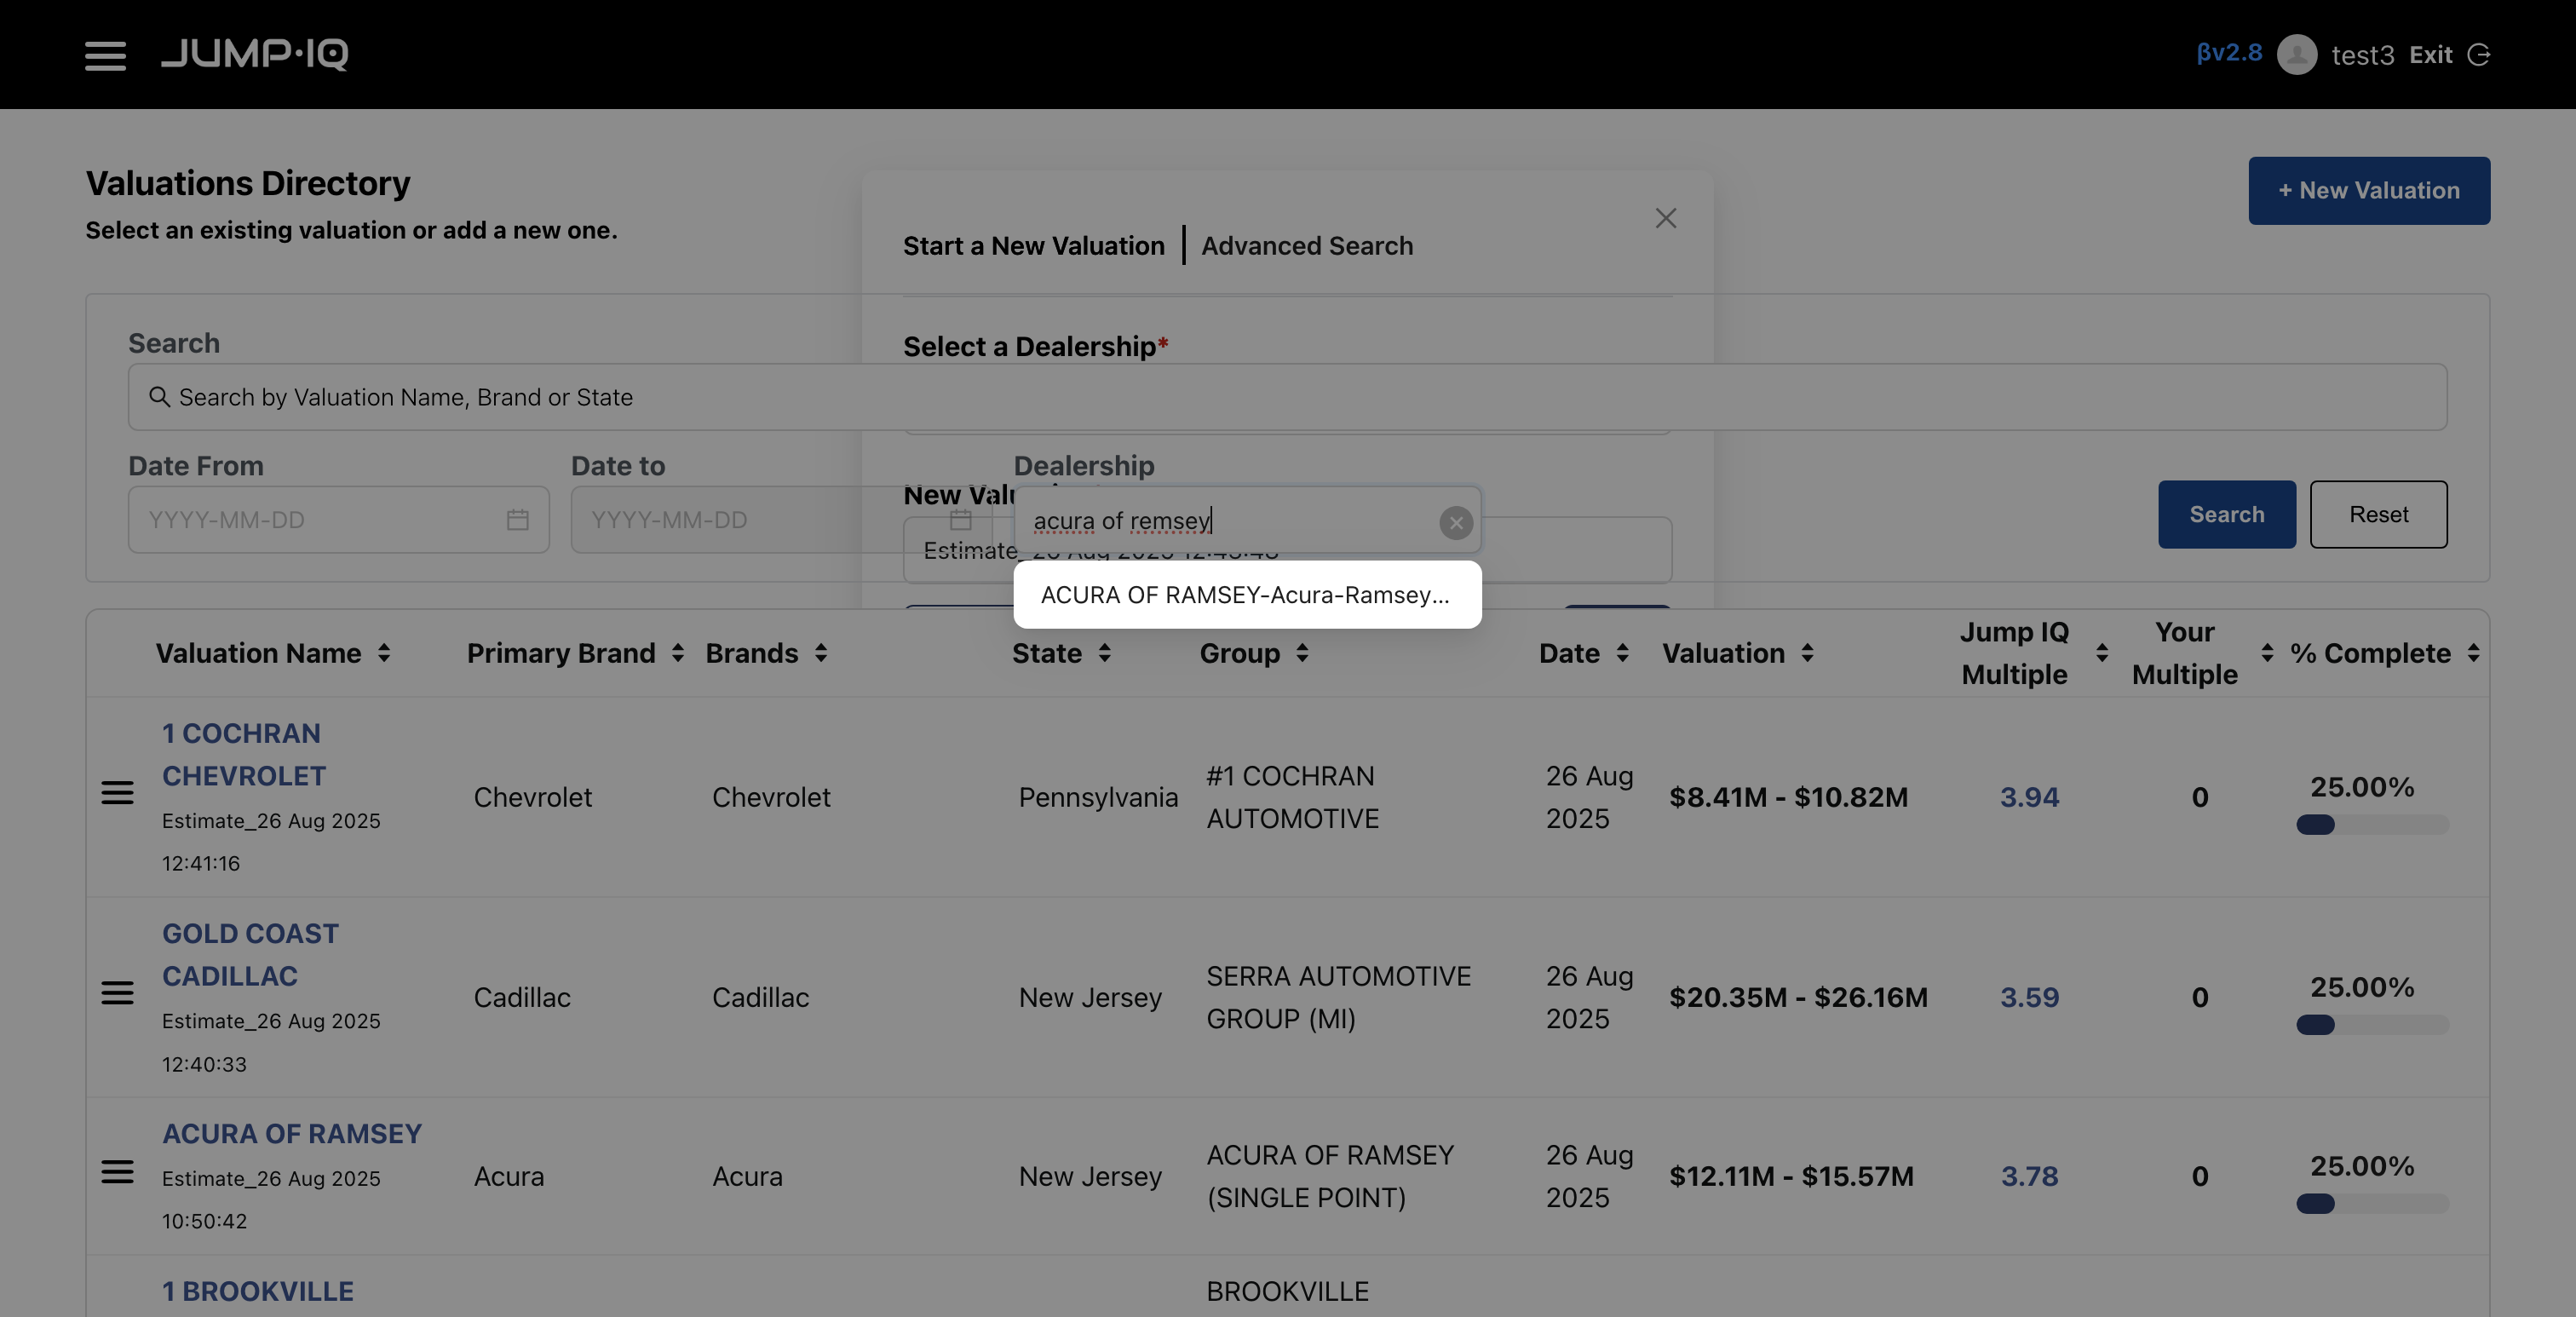 JUMP·IQ
βv2.8 test3 Exit
Valuations Directory
Select an existing valuation or add a new one.
+ New Valuation
Start a New Valuation | Advanced Search
Select a Dealership*
Search
Search by Valuation Name, Brand or State
Date From
Date to
Dealership
YYYY-MM-DD
YYYY-MM-DD
acura of remsey
Search
Reset
New
Estimate_26 Aug 2025 12:43:43
ACURA OF RAMSEY-Acura-Ramsey...
Valuation Name Primary Brand Brands State Group Date Valuation Jump IQ Multiple Your Multiple % Complete
1 COCHRAN
CHEVROLET
Estimate_26 Aug 2025
12:41:16
Chevrolet
Chevrolet
Pennsylvania
#1 COCHRAN
AUTOMOTIVE
26 Aug
2025
$8.41M - $10.82M
3.94
0
25.00%
GOLD COAST
CADILLAC
Estimate_26 Aug 2025
12:40:33
Cadillac
Cadillac
New Jersey
SERRA AUTOMOTIVE
GROUP (MI)
26 Aug
2025
$20.35M - $26.16M
3.59
0
25.00%
ACURA OF RAMSEY
Estimate_26 Aug 2025
10:50:42
Acura
Acura
New Jersey
ACURA OF RAMSEY
(SINGLE POINT)
26 Aug
2025
$12.11M - $15.57M
3.78
0
25.00%
1 BROOKVILLE
BROOKVILLE